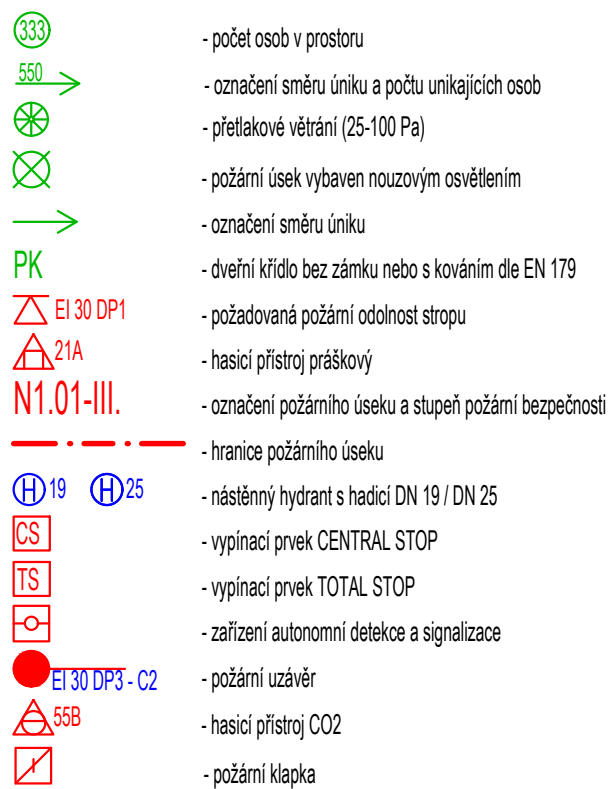 333 - počet osob v prostoru
550 - označení směru úniku a počtu unikajících osob
- přetlakové větrání (25-100 Pa)
- požární úsek vybaven nouzovým osvětlením
- označení směru úniku
PK - dveřní křídlo bez zámku nebo s kováním dle EN 179
EI 30 DP1 - požadovaná požární odolnost stropu
21A - hasicí přístroj práškový
N1.01-III. - označení požárního úseku a stupeň požární bezpečnosti
- hranice požárního úseku
H 19 H 25 - nástěnný hydrant s hadicí DN 19 / DN 25
CS - vypínací prvek CENTRAL STOP
TS - vypínací prvek TOTAL STOP
- zařízení autonomní detekce a signalizace
EI 30 DP3 - C2 - požární uzávěr
55B - hasicí přístroj CO2
- požární klapka